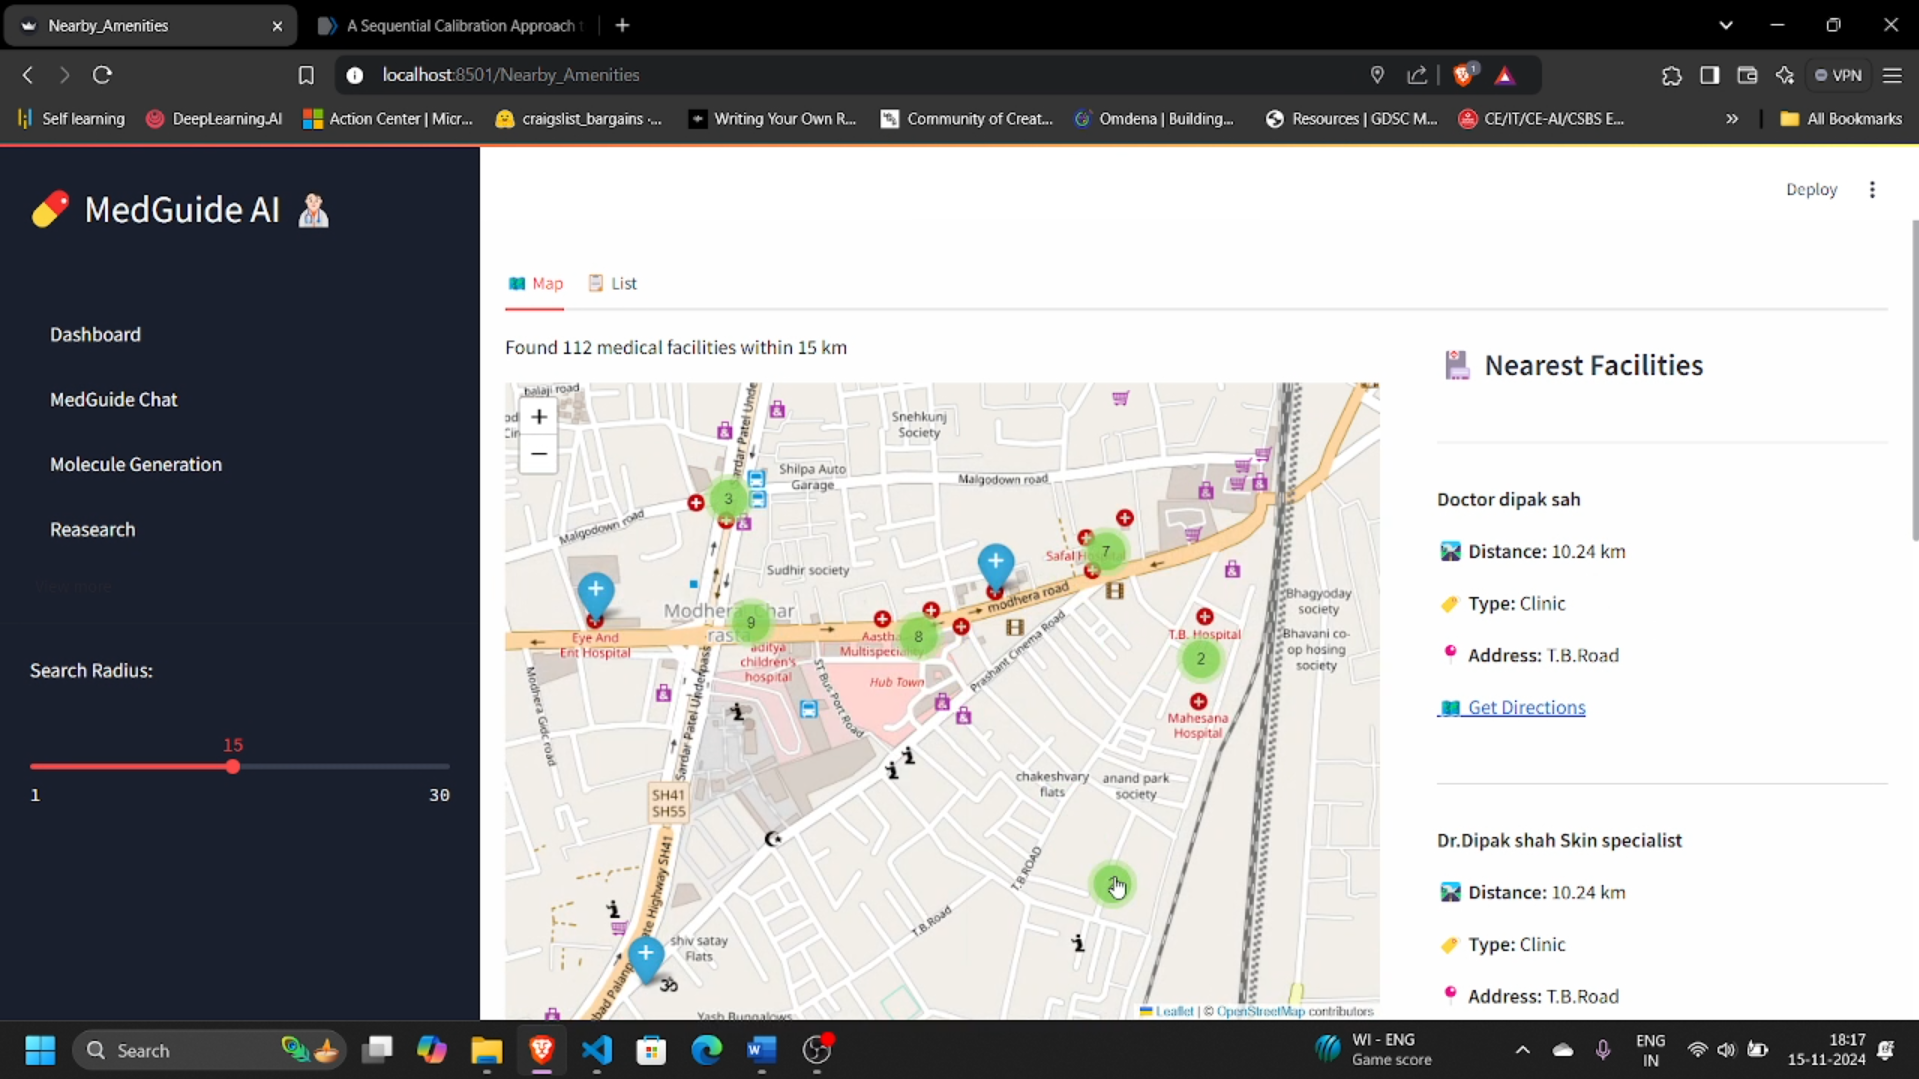 Nearby_Amenities
A Sequential Calibration Approach
localhost:8501/Nearby_Amenities
1
VPN
Self learning
DeepLearning.AI
Action Center | Micr...
craigslist_bargains ·...
Writing Your Own R...
Community of Creat...
Omdena | Building...
Resources | GDSC M...
CE/IT/CE-AI/CSBS E...
»
All Bookmarks
MedGuide AI
Deploy
Dashboard
MedGuide Chat
Molecule Generation
Reasearch
View more
Search Radius:
15
1
30
Map
List
Found 112 medical facilities within 15 km
+
−
balaji road
Sardar Patel Unde
Snehkunj
Society
Shilpa Auto
Garage
Malgodown road
Malgodown road
3
Sudhir society
Safal
7
modhera road
Modhera Char
rasta
9
8
Eye And
Ent Hospital
aditya
children's
hospital
Aasth
Multispecia
Hub Town
Prashant Cinema Road
ST Bus Port Road
Modhera Gidc road
Sardar Patel Underpass
T.B. Hospital
2
Mahesana
Hospital
Bhagyoday
society
Bhavani co-
op hosing
society
chakeshvary
flats
anand park
society
SH41
SH55
T.B.ROAD
T.B.Road
te Highway SH41
shiv satay
Flats
bad Palanp
Yash Bungalows
Leaflet | © OpenStreetMap contributors
Nearest Facilities
Doctor dipak sah
Distance: 10.24 km
Type: Clinic
Address: T.B.Road
Get Directions
Dr.Dipak shah Skin specialist
Distance: 10.24 km
Type: Clinic
Address: T.B.Road
Search
WI - ENG
Game score
ENG
IN
18:17
15-11-2024